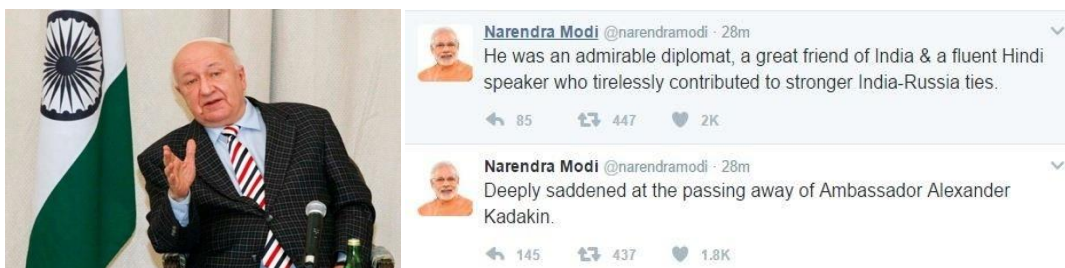 Narendra Modi @narendramodi · 28m
He was an admirable diplomat, a great friend of India & a fluent Hindi
speaker who tirelessly contributed to stronger India-Russia ties.
85 447 2K
Narendra Modi @narendramodi · 28m
Deeply saddened at the passing away of Ambassador Alexander
Kadakin.
145 437 1.8K